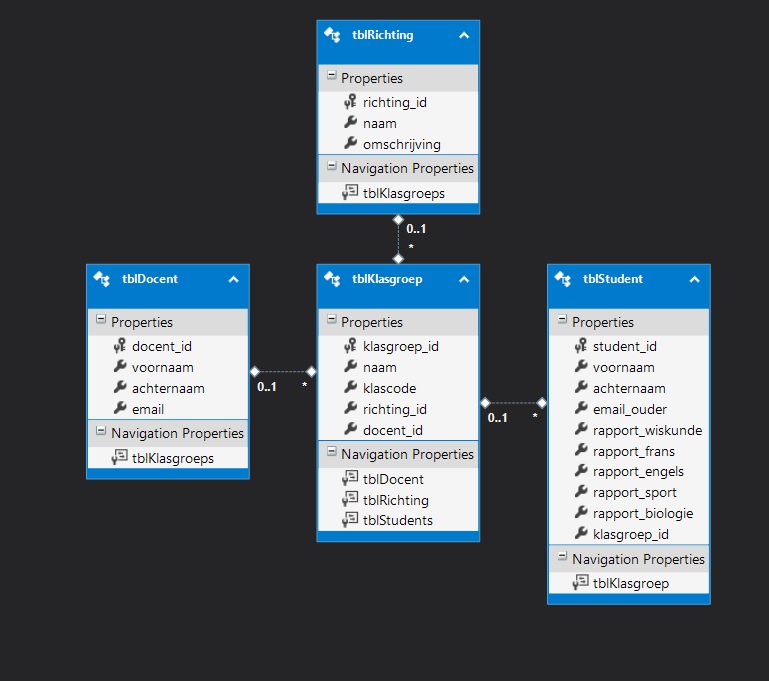 tblRichting
Properties
richting_id
naam
omschrijving
Navigation Properties
tblKlasgroeps
0..1
*
tblDocent
Properties
docent_id
voornaam
achternaam
email
Navigation Properties
tblKlasgroeps
0..1
*
tblKlasgroep
Properties
klasgroep_id
naam
klascode
richting_id
docent_id
Navigation Properties
tblDocent
tblRichting
tblStudents
0..1
*
tblStudent
Properties
student_id
voornaam
achternaam
email_ouder
rapport_wiskunde
rapport_frans
rapport_engels
rapport_sport
rapport_biologie
klasgroep_id
Navigation Properties
tblKlasgroep